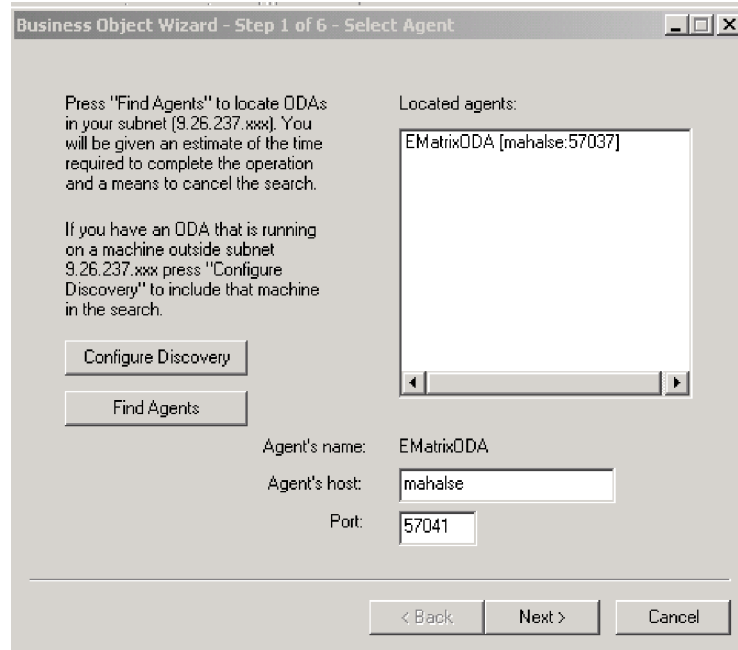 Business Object Wizard - Step 1 of 6 - Select Agent
Press "Find Agents" to locate ODAs
in your subnet (9.26.237.xxx). You
will be given an estimate of the time
required to complete the operation
and a means to cancel the search.
If you have an ODA that is running
on a machine outside subnet
9.26.237.xxx press "Configure
Discovery" to include that machine
in the search.
Configure Discovery
Find Agents
Located agents:
EMatrixODA [mahalse:57037]
Agent's name: EMatrixODA
Agent's host: mahalse
Port: 57041
< Back Next > Cancel